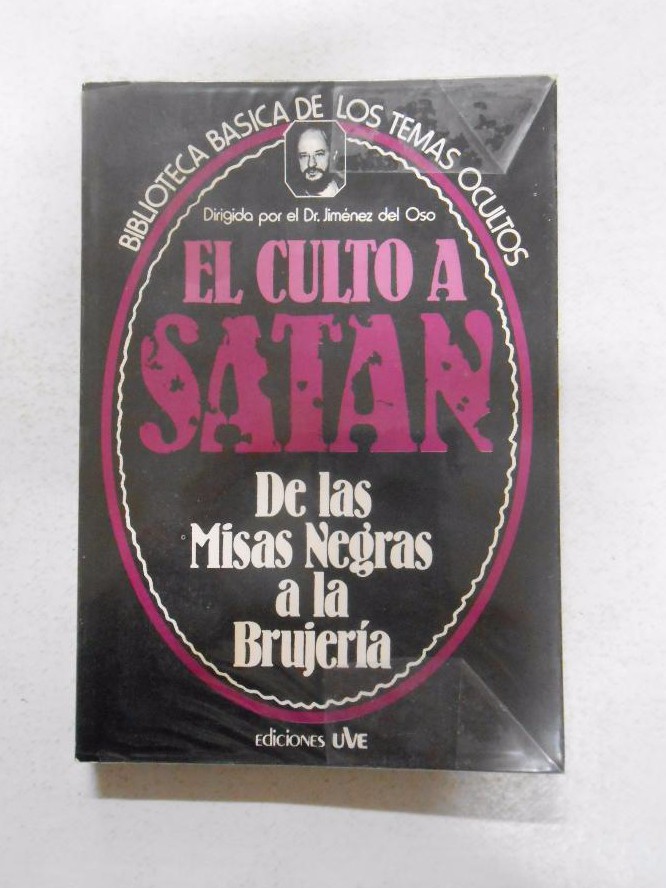 BIBLIOTECA BASICA DE LOS TEMAS OCULTOS
Dirigida por el Dr. Jiménez del Oso
EL CULTO A
SATAN
De las
Misas Negras
a la
Brujería
Ediciones UVE